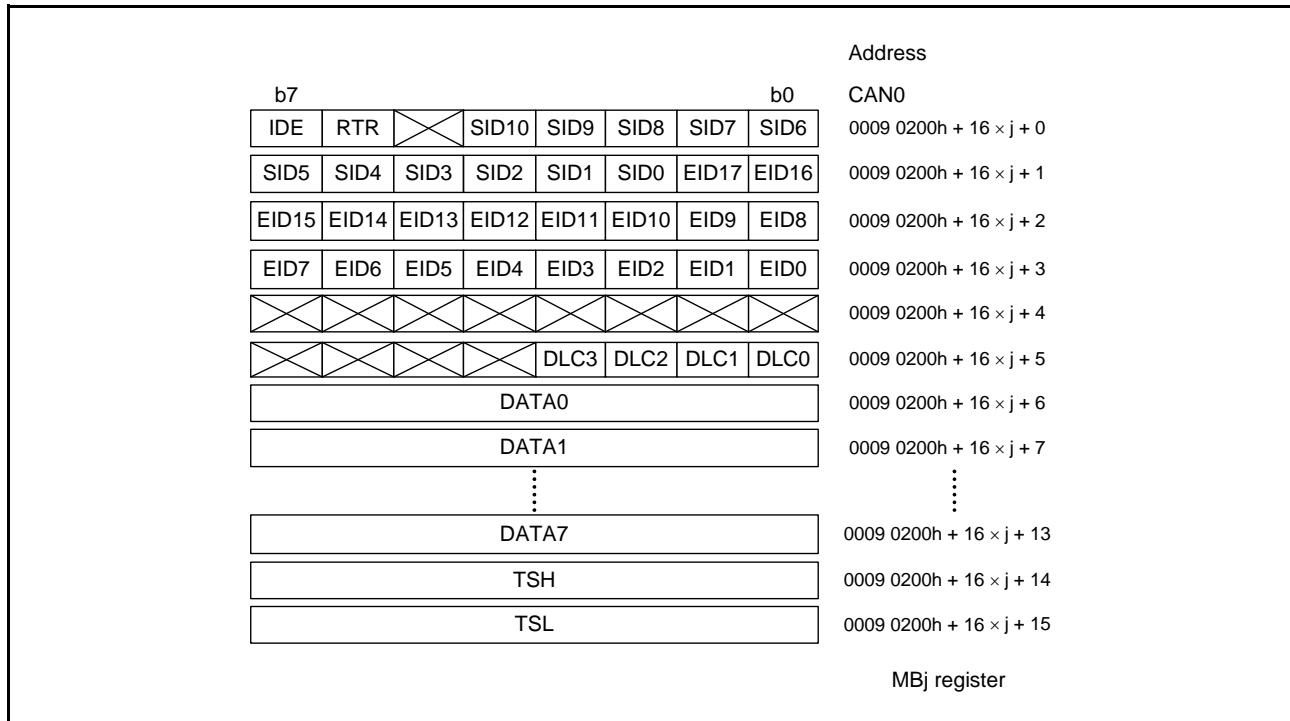 Address
b7 b0 CAN0
IDE RTR SID10 SID9 SID8 SID7 SID6 0009 0200h + 16 × j + 0
SID5 SID4 SID3 SID2 SID1 SID0 EID17 EID16 0009 0200h + 16 × j + 1
EID15 EID14 EID13 EID12 EID11 EID10 EID9 EID8 0009 0200h + 16 × j + 2
EID7 EID6 EID5 EID4 EID3 EID2 EID1 EID0 0009 0200h + 16 × j + 3
0009 0200h + 16 × j + 4
DLC3 DLC2 DLC1 DLC0 0009 0200h + 16 × j + 5
DATA0 0009 0200h + 16 × j + 6
DATA1 0009 0200h + 16 × j + 7
DATA7 0009 0200h + 16 × j + 13
TSH 0009 0200h + 16 × j + 14
TSL 0009 0200h + 16 × j + 15
MBj register